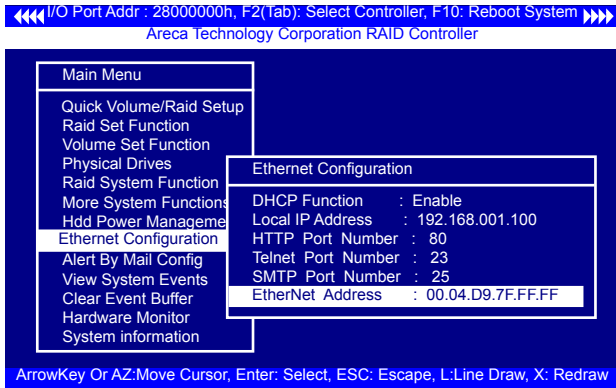 I/O Port Addr : 28000000h, F2(Tab): Select Controller, F10: Reboot System
Areca Technology Corporation RAID Controller
Main Menu
Quick Volume/Raid Setup
Raid Set Function
Volume Set Function
Physical Drives
Raid System Function
More System Functions
Hdd Power Manageme
Ethernet Configuration
Alert By Mail Config
View System Events
Clear Event Buffer
Hardware Monitor
System information
Ethernet Configuration
DHCP Function : Enable
Local IP Address : 192.168.001.100
HTTP Port Number : 80
Telnet Port Number : 23
SMTP Port Number : 25
EtherNet Address : 00.04.D9.7F.FF.FF
ArrowKey Or AZ:Move Cursor, Enter: Select, ESC: Escape, L:Line Draw, X: Redraw